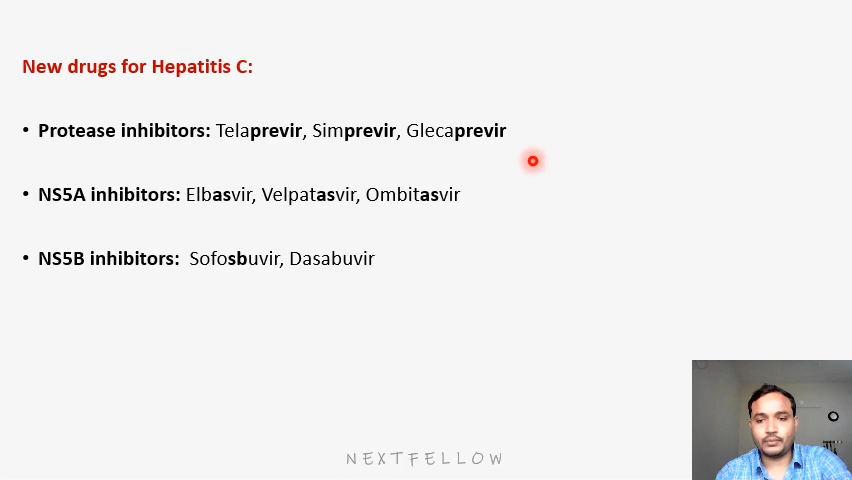 New drugs for Hepatitis C:
• Protease inhibitors: Telaprevir, Simprevir, Glecaprevir
• NS5A inhibitors: Elbasvir, Velpatasvir, Ombitasvir
• NS5B inhibitors: Sofosbuvir, Dasabuvir
NEXTFELLOW